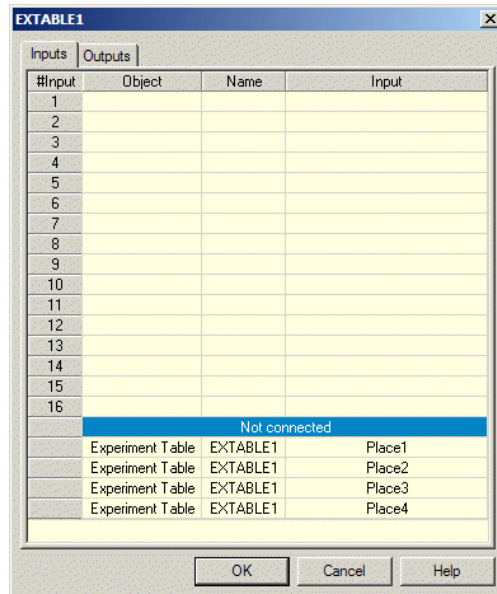 EXTABLE1
Inputs Outputs
#Input Object Name Input
1
2
3
4
5
6
7
8
9
10
11
12
13
14
15
16
Not connected
Experiment Table EXTABLE1 Place1
Experiment Table EXTABLE1 Place2
Experiment Table EXTABLE1 Place3
Experiment Table EXTABLE1 Place4
OK Cancel Help